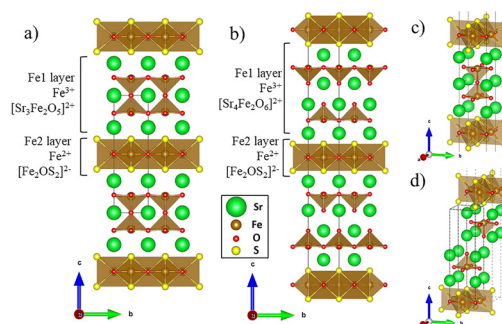 a)
Fe1 layer
Fe³⁺
[Sr₃Fe₂O₅]²⁺
Fe2 layer
Fe²⁺
[Fe₂OS₂]²⁻
c
b
b)
Fe1 layer
Fe³⁺
[Sr₄Fe₂O₆]²⁺
Fe2 layer
Fe²⁺
[Fe₂OS₂]²⁻
Sr
Fe
O
S
c
b
c)
c
b
d)
c
b